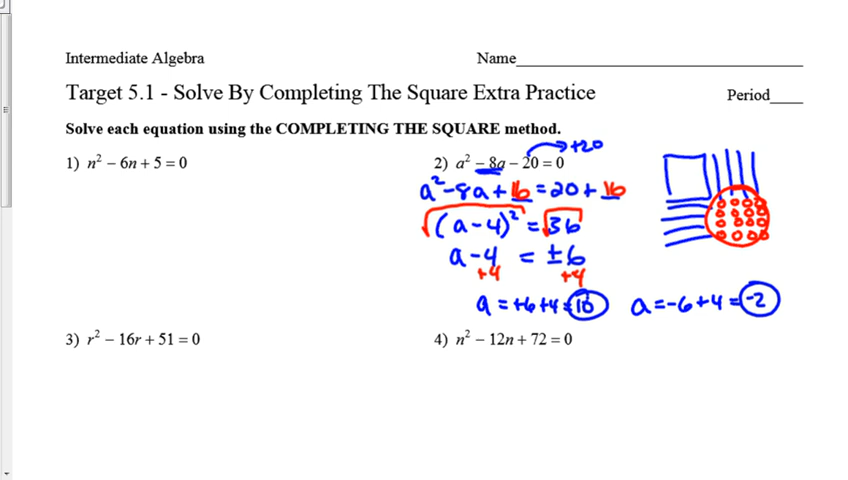 Intermediate Algebra Name
Target 5.1 - Solve By Completing The Square Extra Practice Period
Solve each equation using the COMPLETING THE SQUARE method.
1) n² − 6n + 5 = 0
2) a² − 8a − 20 = 0 +20
a² - 8a + 16 = 20 + 16
√(a - 4)² = √36
a - 4 = ± 6
+4 +4
a = +6 + 4 = 10 a = -6 + 4 = -2
3) r² − 16r + 51 = 0
4) n² − 12n + 72 = 0